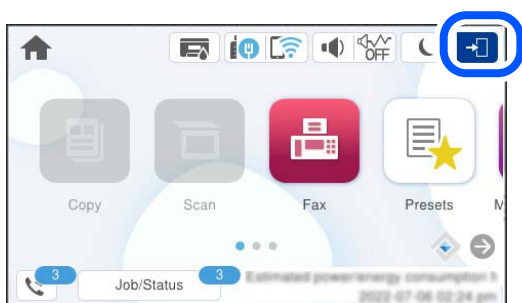 OFF
Copy
Scan
Fax
Presets
M
3
Job/Status
3
Estimated power/energy consumption
2022-07-06 02:24 pm